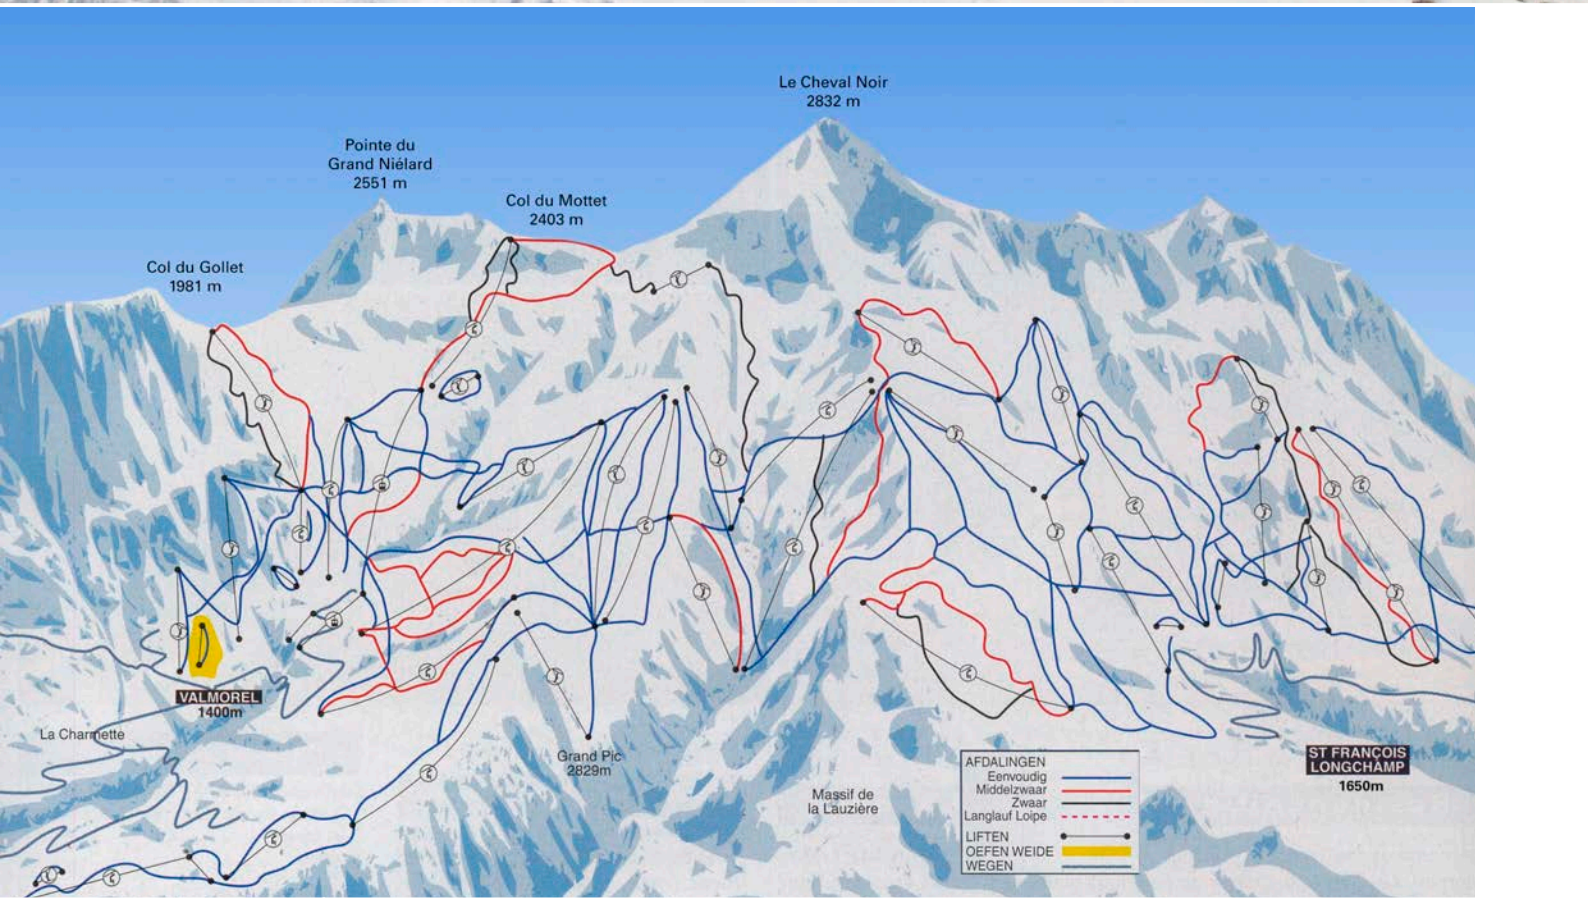 Le Cheval Noir
2832 m
Pointe du
Grand Niélard
2551 m
Col du Mottet
2403 m
Col du Gollet
1981 m
VALMOREL
1400m
La Charmette
Grand Pic
2829m
Massif de
la Lauzière
ST FRANÇOIS
LONGCHAMP
1650m
AFDALINGEN
Eenvoudig
Middelzwaar
Zwaar
Langlauf Loipe
LIFTEN
OEFEN WEIDE
WEGEN